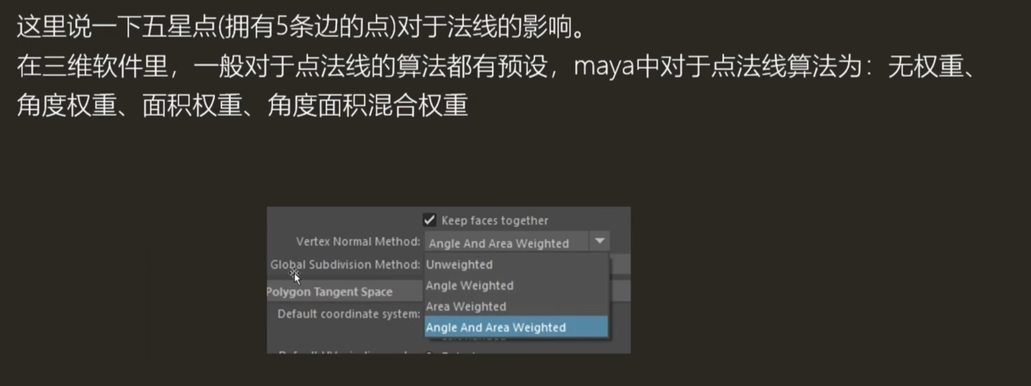 这里说一下五星点(拥有5条边的点)对于法线的影响。
在三维软件里，一般对于点法线的算法都有预设，maya中对于点法线算法为：无权重、
角度权重、面积权重、角度面积混合权重
Keep faces together
Vertex Normal Method: Angle And Area Weighted
Global Subdivision Method: Unweighted
Angle Weighted
Polygon Tangent Space
Area Weighted
Default coordinate system:
Angle And Area Weighted